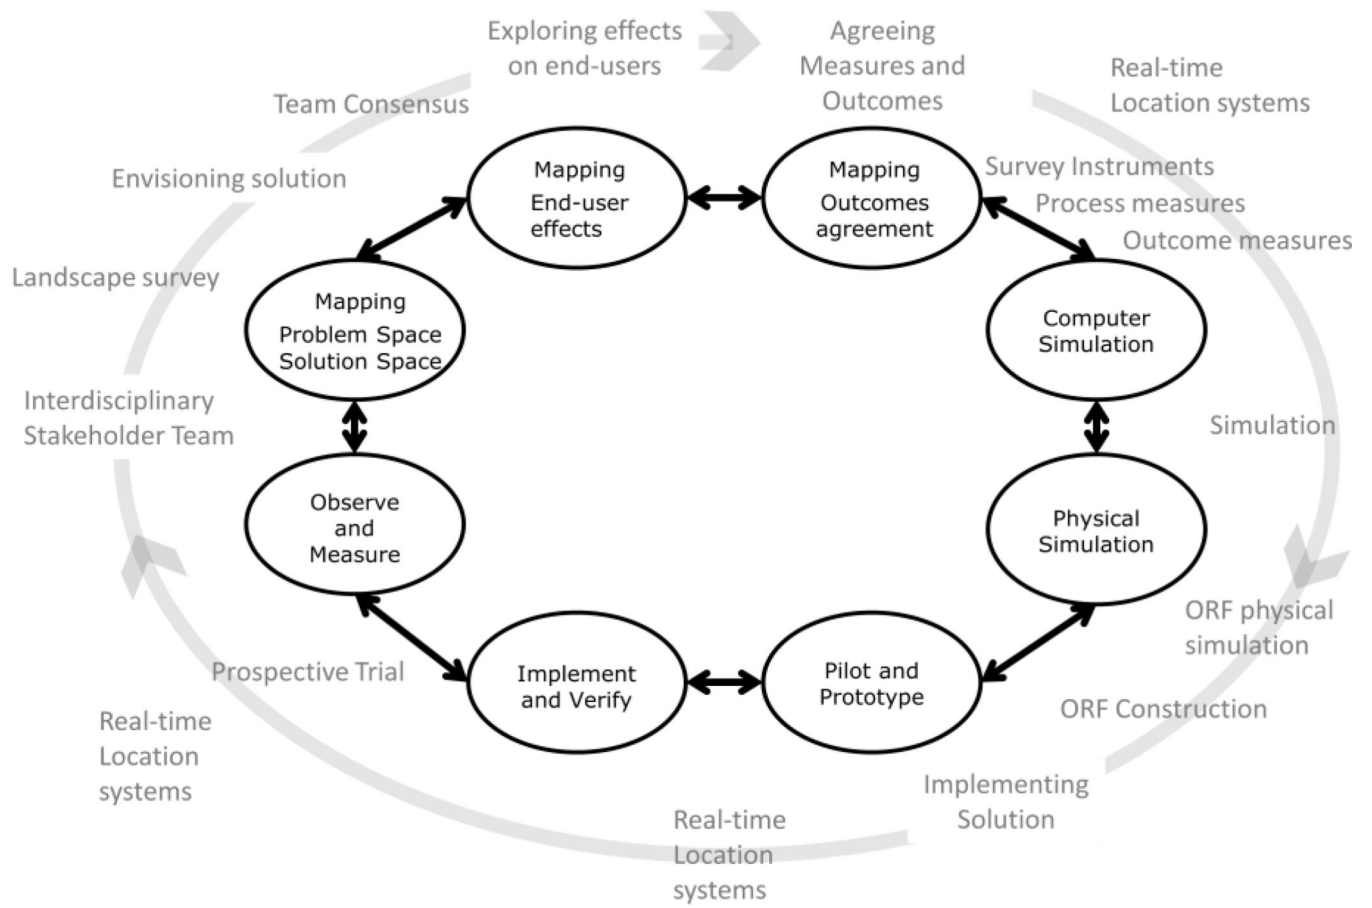 Exploring effects
on end-users
Agreeing
Measures and
Outcomes
Real-time
Location systems
Team Consensus
Envisioning solution
Landscape survey
Interdisciplinary
Stakeholder Team
Mapping
End-user
effects
Mapping
Outcomes
agreement
Survey Instruments
Process measures
Outcome measures
Mapping
Problem Space
Solution Space
Computer
Simulation
Simulation
Observe
and
Measure
Physical
Simulation
ORF physical
simulation
Prospective Trial
Implement
and Verify
Pilot and
Prototype
ORF Construction
Real-time
Location
systems
Implementing
Solution
Real-time
Location
systems